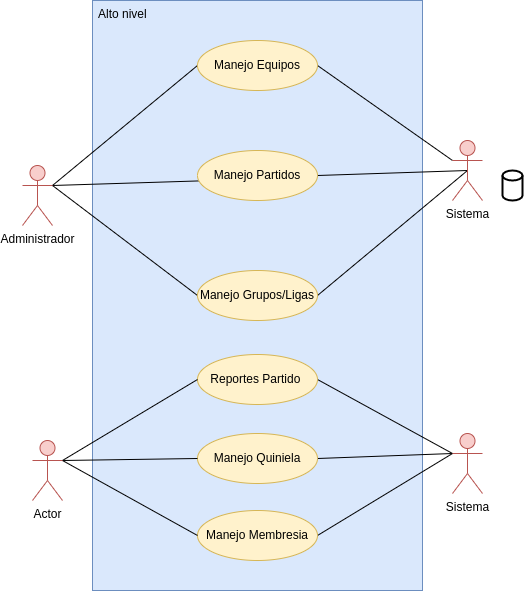 Alto nivel
Manejo Equipos
Manejo Partidos
Administrador
Sistema
Manejo Grupos/Ligas
Reportes Partido
Manejo Quiniela
Actor
Sistema
Manejo Membresia